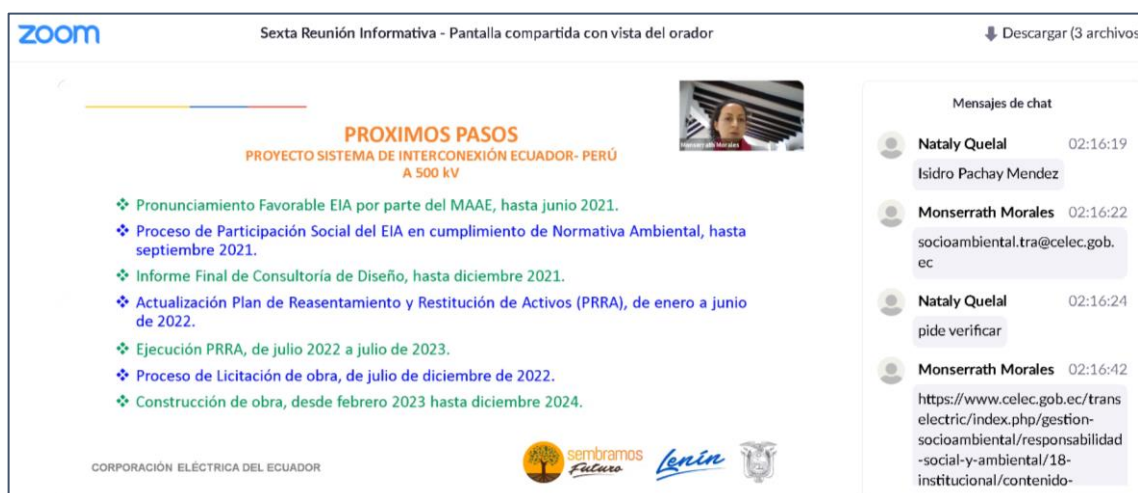 zoom
Sexta Reunión Informativa - Pantalla compartida con vista del orador
Descargar (3 archivos
PROXIMOS PASOS
PROYECTO SISTEMA DE INTERCONEXIÓN ECUADOR- PERÚ
A 500 kV
Monserrath Morales
❖ Pronunciamiento Favorable EIA por parte del MAAE, hasta junio 2021.
❖ Proceso de Participación Social del EIA en cumplimiento de Normativa Ambiental, hasta
septiembre 2021.
❖ Informe Final de Consultoría de Diseño, hasta diciembre 2021.
❖ Actualización Plan de Reasentamiento y Restitución de Activos (PRRA), de enero a junio
de 2022.
❖ Ejecución PRRA, de julio 2022 a julio de 2023.
❖ Proceso de Licitación de obra, de julio de diciembre de 2022.
❖ Construcción de obra, desde febrero 2023 hasta diciembre 2024.
CORPORACIÓN ELÉCTRICA DEL ECUADOR
sembramos
Futuro
Lenín
Mensajes de chat
Nataly Quelal 02:16:19
Isidro Pachay Mendez
Monserrath Morales 02:16:22
socioambiental.tra@celec.gob.
ec
Nataly Quelal 02:16:24
pide verificar
Monserrath Morales 02:16:42
https://www.celec.gob.ec/trans
electric/index.php/gestion-
socioambiental/responsabilidad
-social-y-ambiental/18-
institucional/contenido-